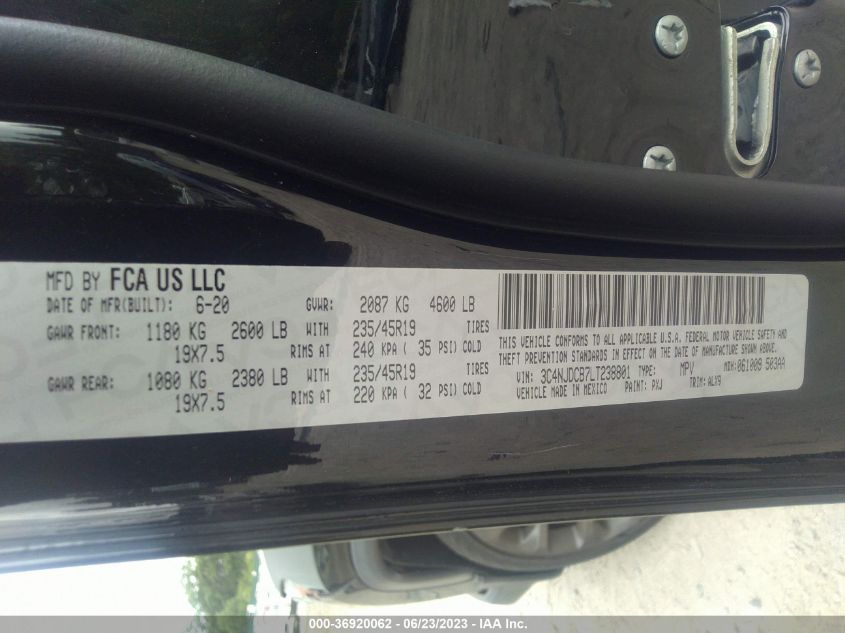 MFD BY FCA US LLC
DATE OF MFR(BUILT): 6-20 GVWR: 2087 KG 4600 LB
GAWR FRONT: 1180 KG 2600 LB WITH 235/45R19 TIRES
19X7.5 RIMS AT 240 KPA ( 35 PSI) COLD
GAWR REAR: 1080 KG 2380 LB WITH 235/45R19 TIRES
19X7.5 RIMS AT 220 KPA ( 32 PSI) COLD
THIS VEHICLE CONFORMS TO ALL APPLICABLE U.S.A. FEDERAL MOTOR VEHICLE SAFETY AND
THEFT PREVENTION STANDARDS IN EFFECT ON THE DATE OF MANUFACTURE SHOWN ABOVE.
VIN: 3C4NJDCB7LT238801 TYPE: MPV MDH: 061009 503AA
VEHICLE MADE IN MEXICO PAINT: PXJ TRIM: ALX9
000-36920062 - 06/23/2023 - IAA Inc.